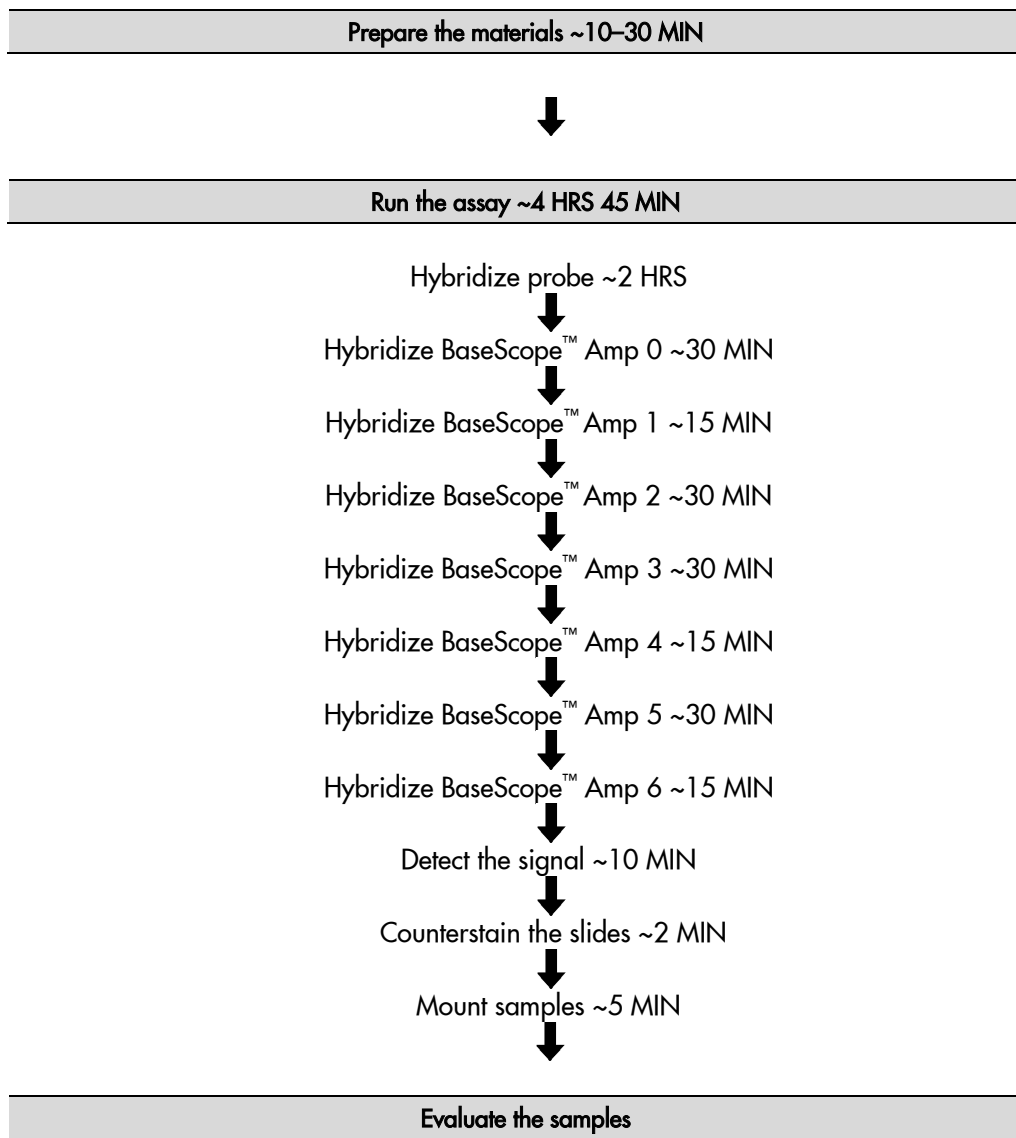 Prepare the materials ~10–30 MIN
Run the assay ~4 HRS 45 MIN
Hybridize probe ~2 HRS
Hybridize BaseScope™ Amp 0 ~30 MIN
Hybridize BaseScope™ Amp 1 ~15 MIN
Hybridize BaseScope™ Amp 2 ~30 MIN
Hybridize BaseScope™ Amp 3 ~30 MIN
Hybridize BaseScope™ Amp 4 ~15 MIN
Hybridize BaseScope™ Amp 5 ~30 MIN
Hybridize BaseScope™ Amp 6 ~15 MIN
Detect the signal ~10 MIN
Counterstain the slides ~2 MIN
Mount samples ~5 MIN
Evaluate the samples